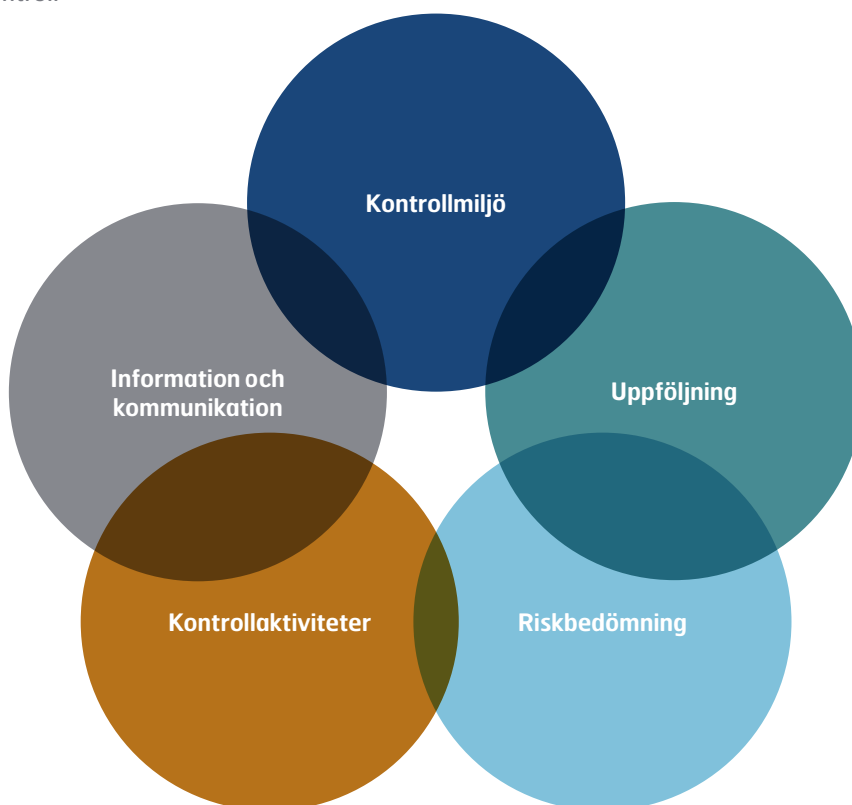 Kontrollmiljö
Information och
kommunikation
Uppföljning
Kontrollaktiviteter
Riskbedömning